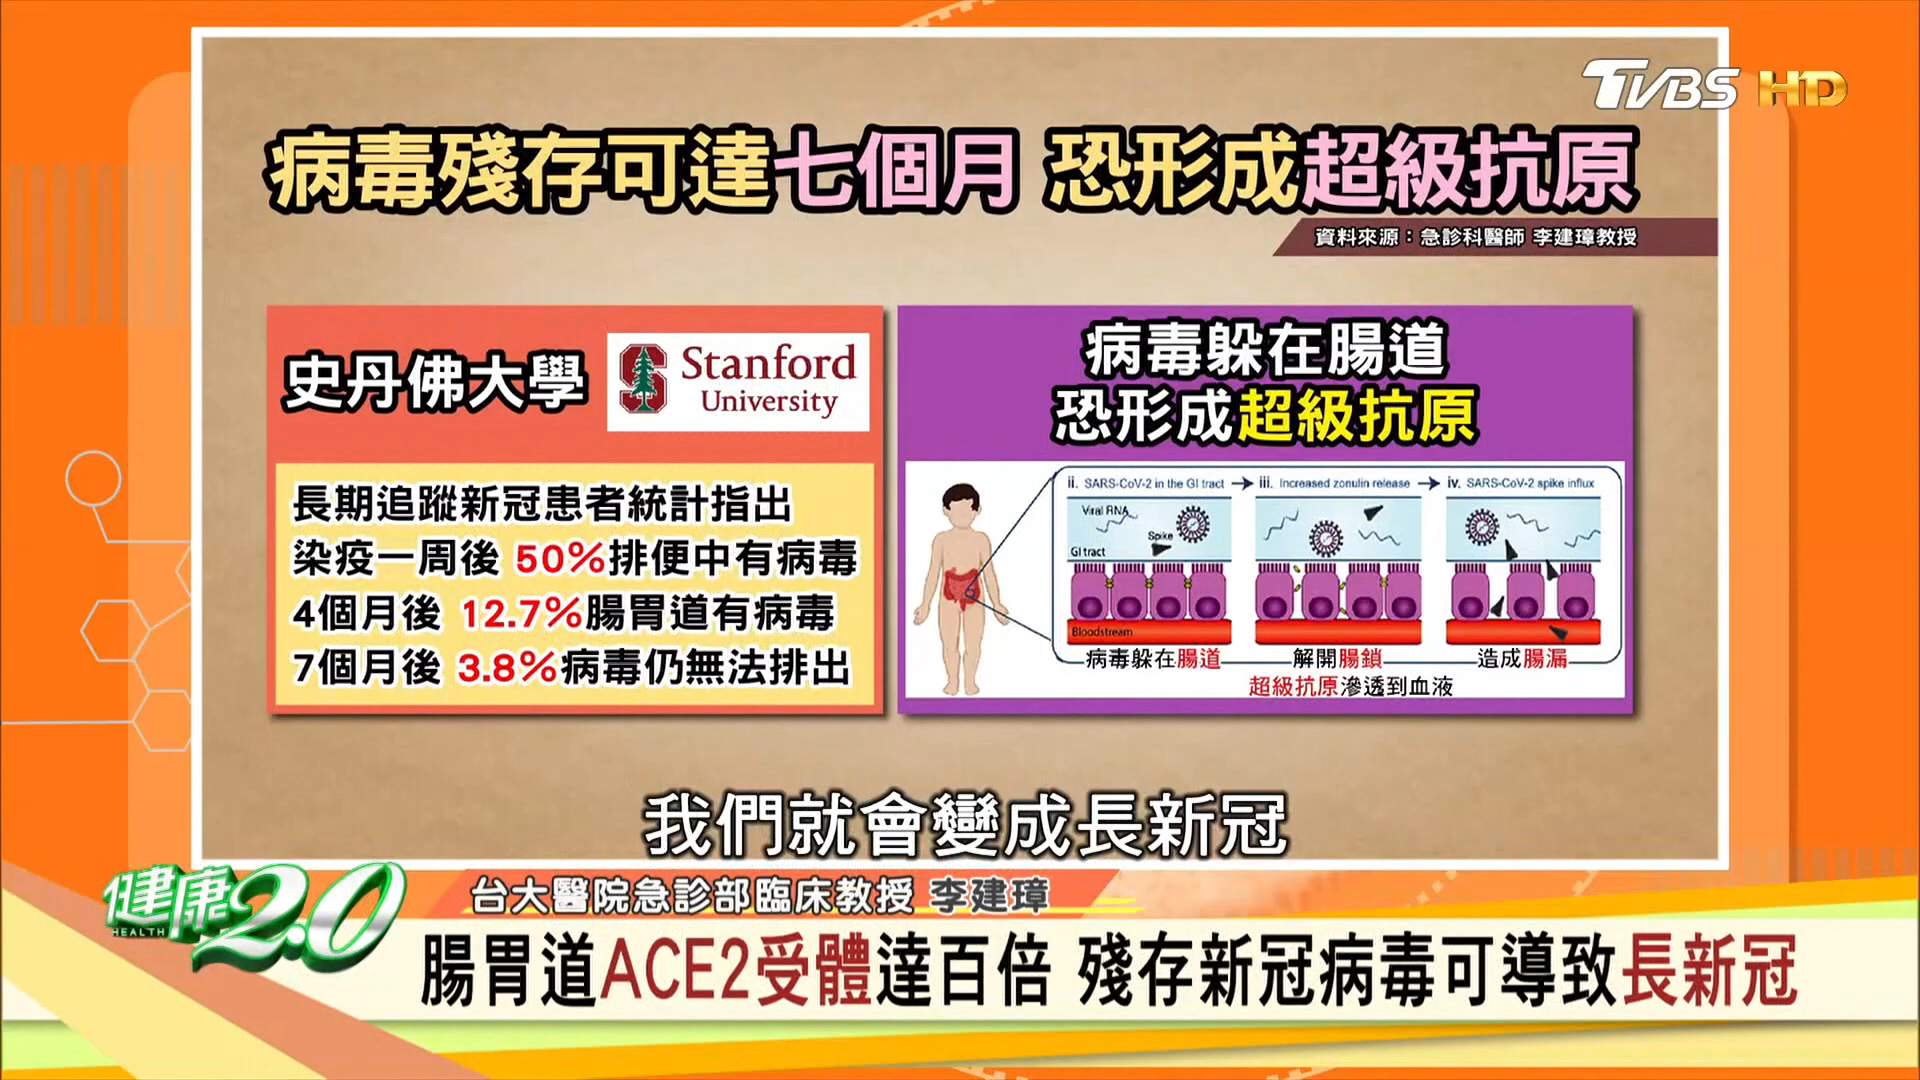 TVBS HD
病毒殘存可達七個月 恐形成超級抗原
資料來源：急診科醫師 李建璋教授
史丹佛大學
Stanford
University
長期追蹤新冠患者統計指出
染疫一周後 50%排便中有病毒
4個月後 12.7%腸胃道有病毒
7個月後 3.8%病毒仍無法排出
病毒躲在腸道
恐形成超級抗原
ii. SARS-CoV-2 in the GI tract
iii. Increased zonulin release
iv. SARS-CoV-2 spike influx
Viral RNA
Spike
GI tract
Bloodstream
病毒躲在腸道
解開腸鎖
造成腸漏
超級抗原滲透到血液
我們就會變成長新冠
健康2.0
HEALTH
台大醫院急診部臨床教授 李建璋
腸胃道ACE2受體達百倍 殘存新冠病毒可導致長新冠